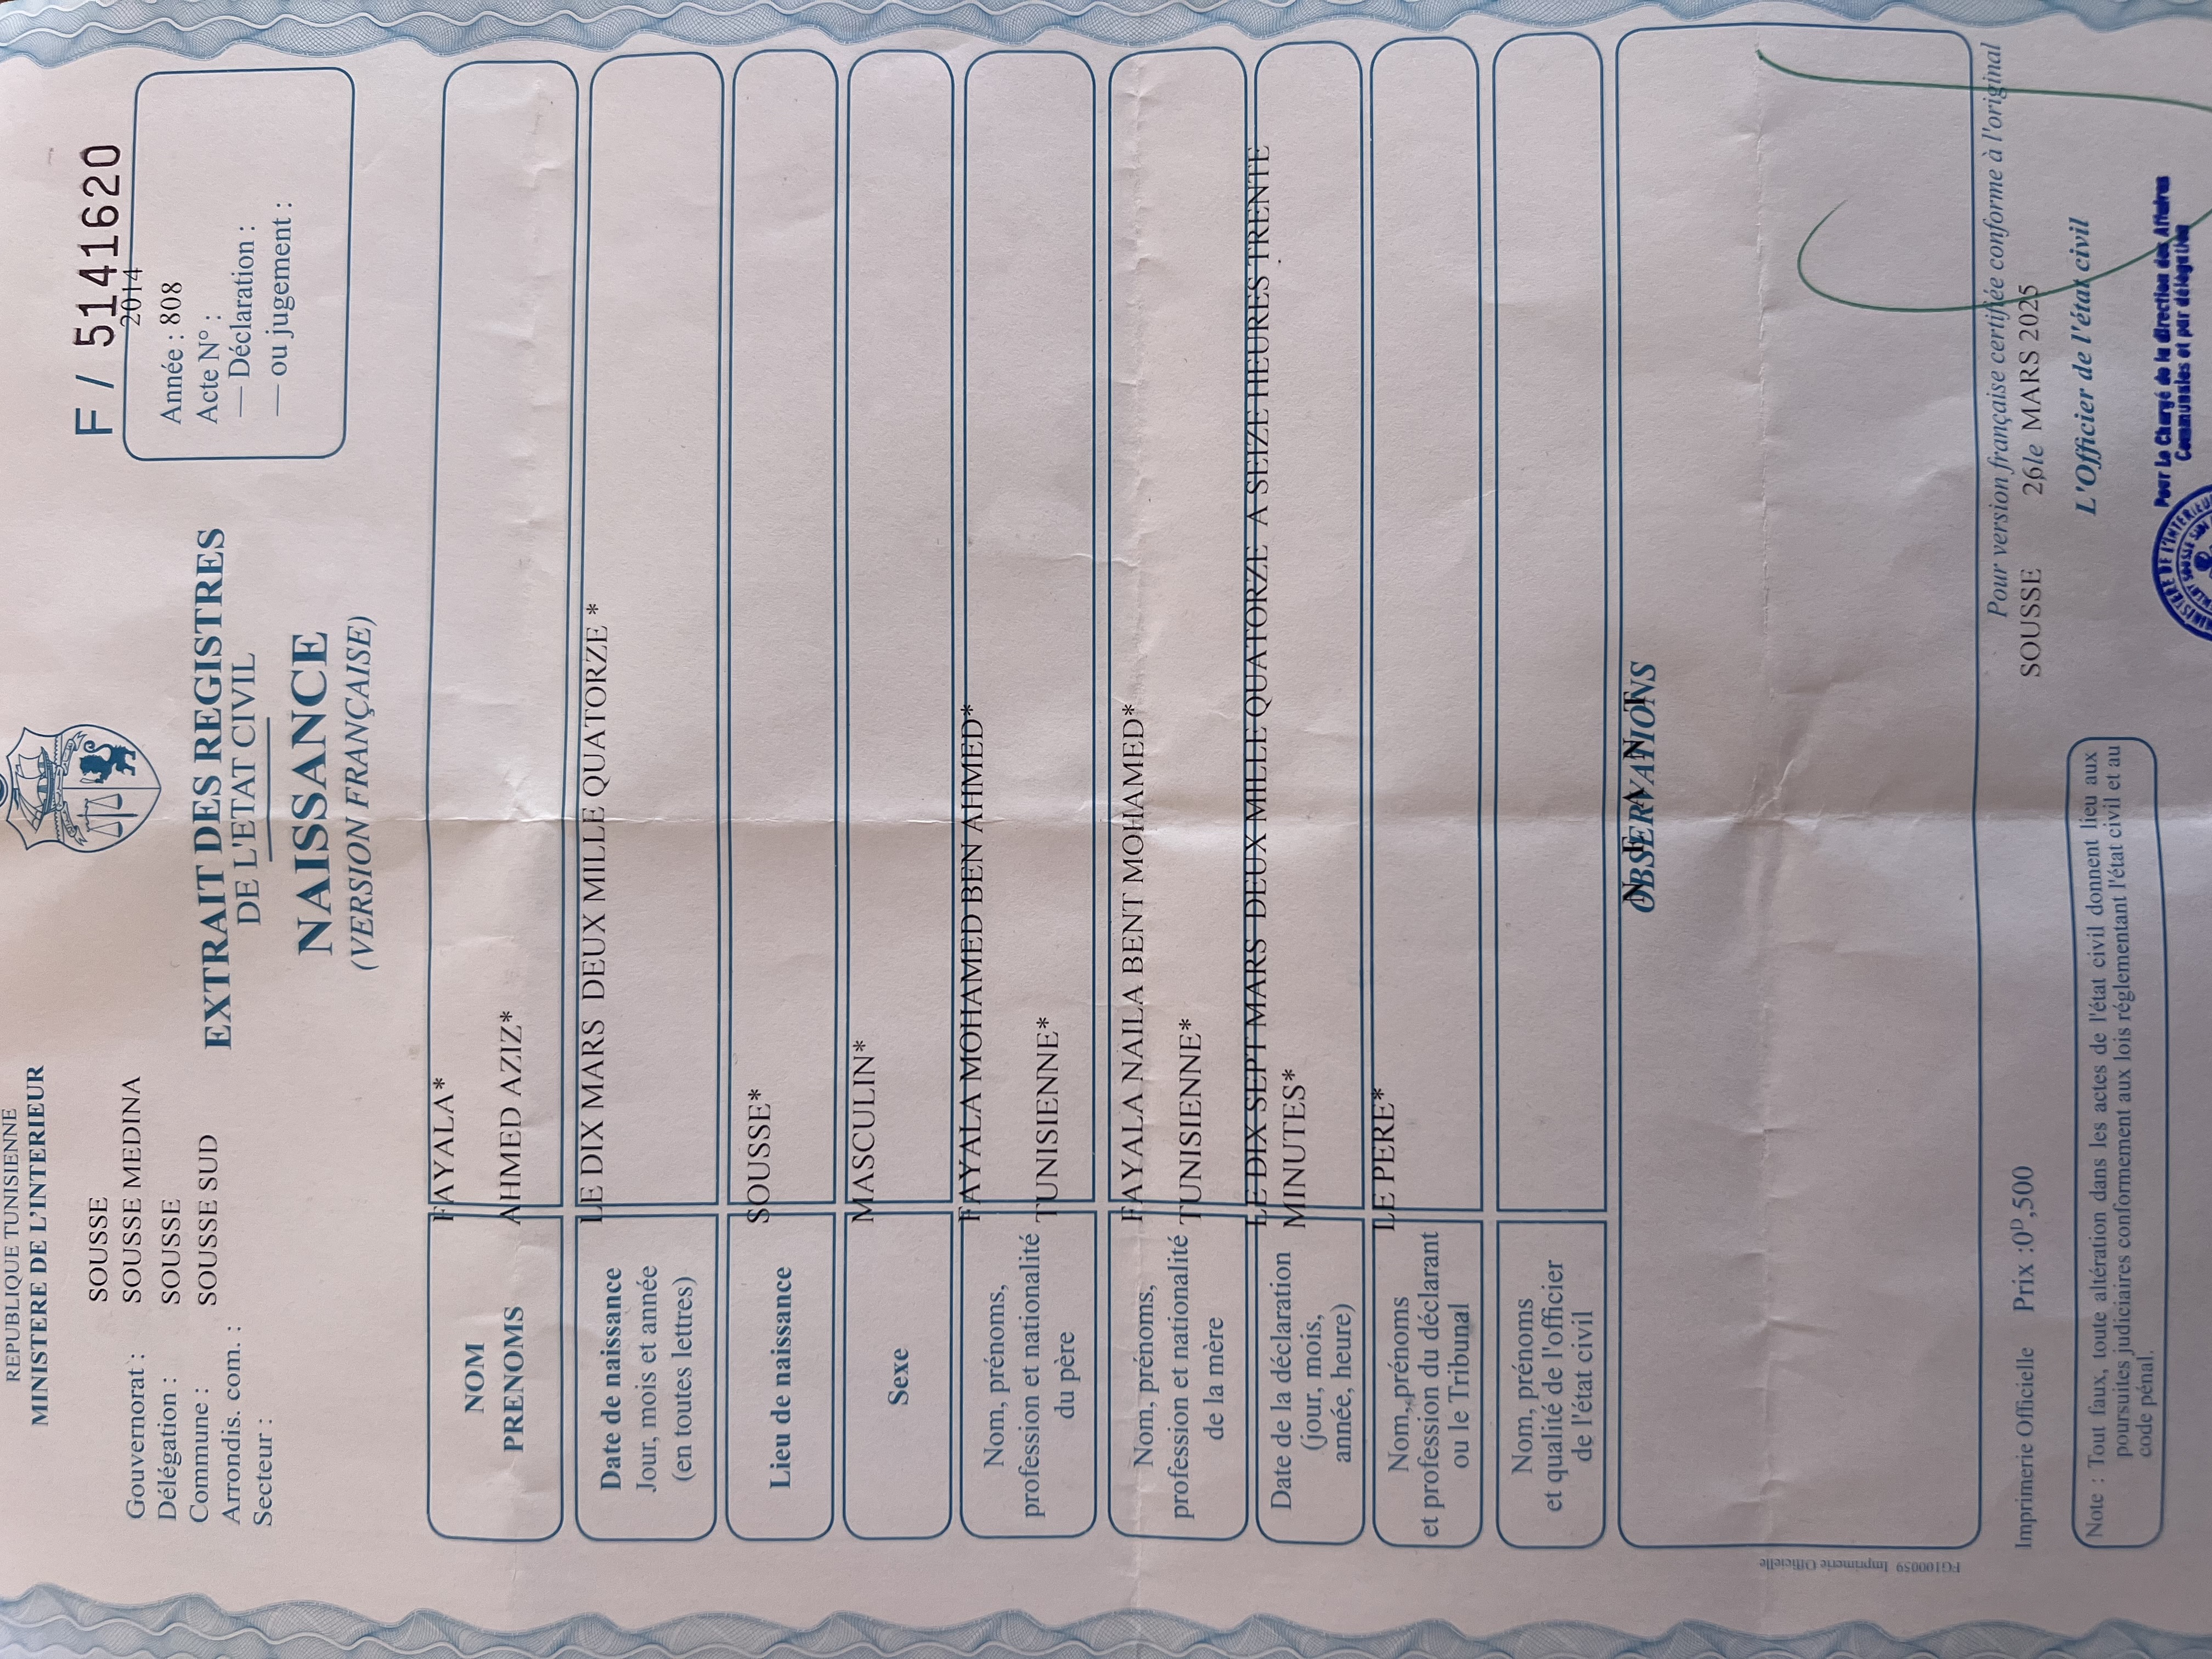 REPUBLIQUE TUNISIENNE
MINISTERE DE L'INTERIEUR
F / 5141620
SOUSSE
Gouvernorat :
SOUSSE MEDINA
Délégation :
SOUSSE
Commune :
SOUSSE SUD
Arrondis. com. :
Secteur :
2014
Année : 808
Acte N° :
— Déclaration :
— ou jugement :
EXTRAIT DES REGISTRES
DE L'ETAT CIVIL
NAISSANCE
(VERSION FRANÇAISE)
NOM
FAYALA*
PRENOMS
AHMED AZIZ*
Date de naissance
Jour, mois et année
(en toutes lettres)
LE DIX MARS DEUX MILLE QUATORZE *
Lieu de naissance
SOUSSE*
Sexe
MASCULIN*
Nom, prénoms,
profession et nationalité
du père
FAYALA MOHAMED BEN AHMED*
TUNISIENNE*
Nom, prénoms,
profession et nationalité
de la mère
FAYALA NAILA BENT MOHAMED*
TUNISIENNE*
Date de la déclaration
(jour, mois,
année, heure)
LE DIX SEPT MARS DEUX MILLE QUATORZE A SEIZE HEURES TRENTE
MINUTES*
Nom, prénoms
et profession du déclarant
ou le Tribunal
LE PERE*
Nom, prénoms
et qualité de l'officier
de l'état civil
OBSERVATIONS
N E A N T
FG100059 Imprimerie Officielle
Pour version française certifiée conforme à l'original
SOUSSE 26le MARS 2025
L'Officier de l'état civil
Pour Le Chargé de la direction des Affaires
Communales et par délégation
MINISTERE DE L'INTERIEUR
Imprimerie Officielle Prix :0ᴰ,500
Note : Tout faux, toute altération dans les actes de l'état civil donnent lieu aux
poursuites judiciaires conformement aux lois réglementant l'état civil et au
code pénal.